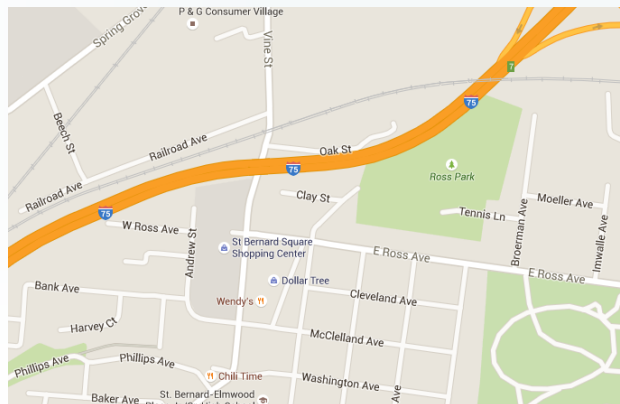 P & G Consumer Village
Spring Grov
Vine St
7
75
Beech St
Railroad Ave
Oak St
75
Ross Park
Railroad Ave
Clay St
Moeller Ave
75
Tennis Ln
W Ross Ave
Andrew St
St Bernard Square
Shopping Center
E Ross Ave
Broerman Ave
Imwalle Ave
E Ross Ave
Dollar Tree
Bank Ave
Wendy's
Cleveland Ave
Harvey Ct
McClelland Ave
Phillips Ave
Phillips Ave
Chili Time
Washington Ave
Baker Ave
St. Bernard-Elmwood
Ave